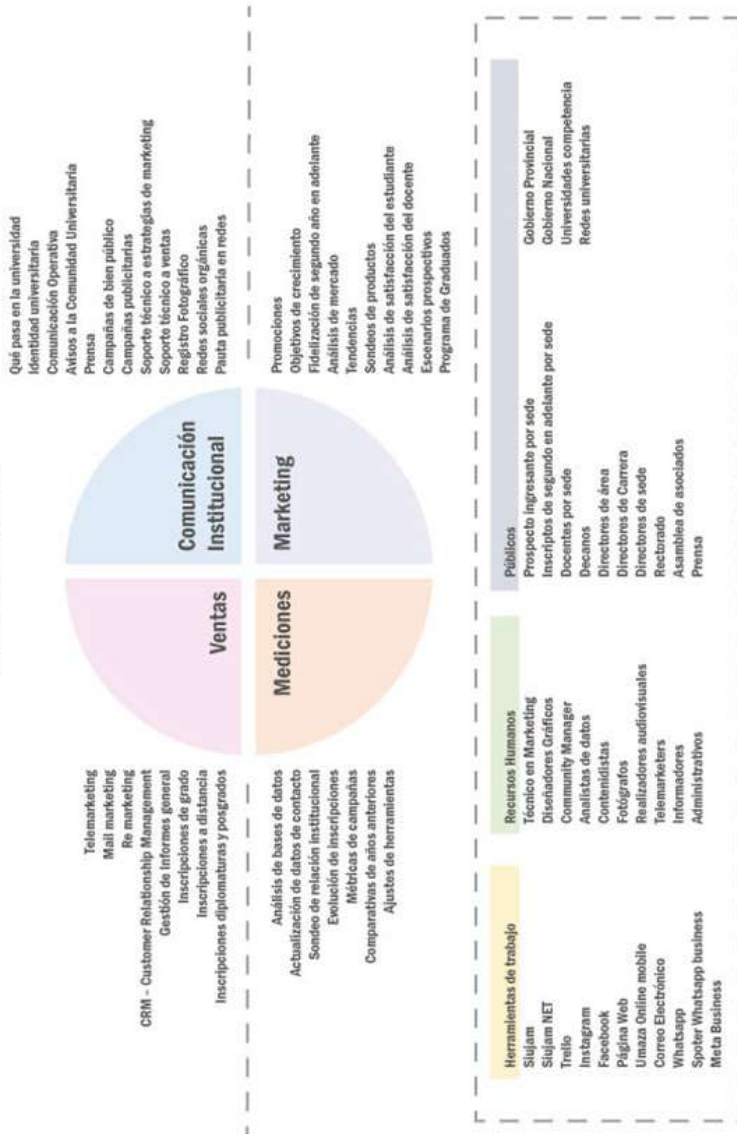 Ventas
Telemarketing
Mail marketing
Re marketing
CRM - Customer Relationship Management
Gestión de Informes general
Inscripciones de grado
Inscripciones a distancia
Inscripciones diplomaturas y posgrados
Comunicación
Institucional
Qué pasa en la universidad
Identidad universitaria
Comunicación Operativa
Avisos a la Comunidad Universitaria
Prensa
Campañas de bien público
Campañas publicitarias
Soporte técnico a estrategias de marketing
Soporte técnico a ventas
Registro Fotográfico
Redes sociales orgánicas
Pauta publicitaria en redes
Mediciones
Análisis de bases de datos
Actualización de datos de contacto
Sondeo de relación institucional
Evolución de inscripciones
Métricas de campañas
Comparativas de años anteriores
Ajustes de herramientas
Marketing
Promociones
Objetivos de crecimiento
Fidelización de segundo año en adelante
Análisis de mercado
Tendencias
Sondeos de productos
Análisis de satisfacción del estudiante
Análisis de satisfacción del docente
Escenarios prospectivos
Programa de Graduados
Herramientas de trabajo
Siujam
Siujam NET
Trello
Instagram
Facebook
Página Web
Umaza Online mobile
Correo Electrónico
Whatsapp
Spoter Whatsapp business
Meta Business
Recursos Humanos
Técnico en Marketing
Diseñadores Gráficos
Community Manager
Analistas de datos
Contenidistas
Fotógrafos
Realizadores audiovisuales
Telemarketers
Informadores
Administrativos
Públicos
Prospecto ingresante por sede
Inscriptos de segundo en adelante por sede
Docentes por sede
Decanos
Directores de área
Directores de Carrera
Directores de sede
Rectorado
Asamblea de asociados
Prensa
Gobierno Provincial
Gobierno Nacional
Universidades competencia
Redes universitarias